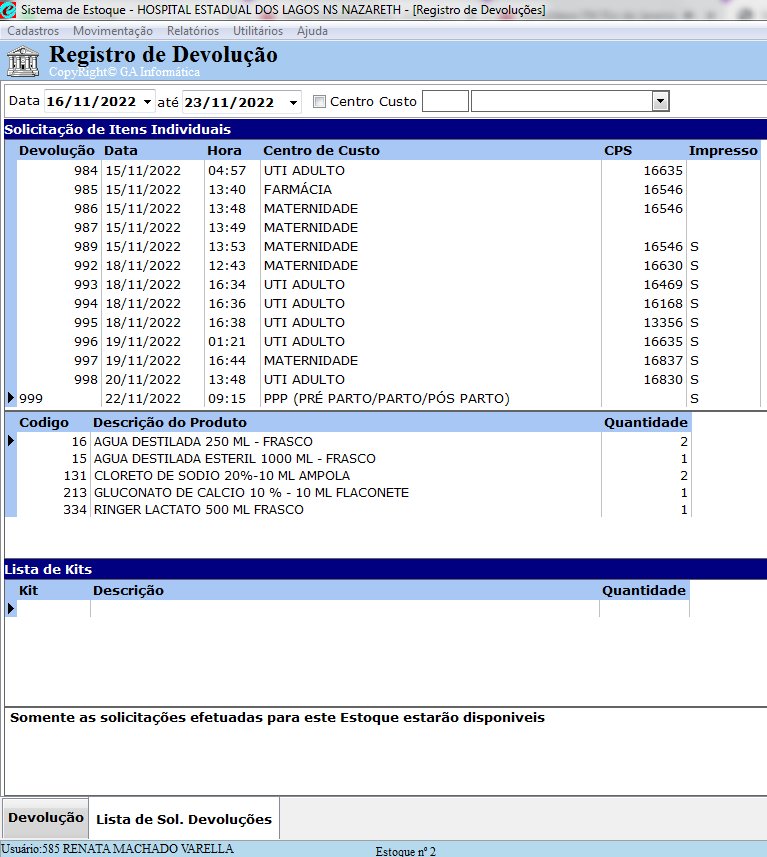 Sistema de Estoque - HOSPITAL ESTADUAL DOS LAGOS NS NAZARETH - [Registro de Devoluções]
Cadastros Movimentação Relatórios Utilitários Ajuda
Registro de Devolução
CopyRight© GA Informática
Data 16/11/2022 até 23/11/2022 Centro Custo
Solicitação de Itens Individuais
Devolução Data Hora Centro de Custo CPS Impresso
984 15/11/2022 04:57 UTI ADULTO 16635
985 15/11/2022 13:40 FARMÁCIA 16546
986 15/11/2022 13:48 MATERNIDADE 16546
987 15/11/2022 13:49 MATERNIDADE
989 15/11/2022 13:53 MATERNIDADE 16546 S
992 18/11/2022 12:43 MATERNIDADE 16630 S
993 18/11/2022 16:34 UTI ADULTO 16469 S
994 18/11/2022 16:36 UTI ADULTO 16168 S
995 18/11/2022 16:38 UTI ADULTO 13356 S
996 19/11/2022 01:21 UTI ADULTO 16635 S
997 19/11/2022 16:44 MATERNIDADE 16837 S
998 20/11/2022 13:48 UTI ADULTO 16830 S
999 22/11/2022 09:15 PPP (PRÉ PARTO/PARTO/PÓS PARTO) S
Codigo Descrição do Produto Quantidade
16 AGUA DESTILADA 250 ML - FRASCO 2
15 AGUA DESTILADA ESTERIL 1000 ML - FRASCO 1
131 CLORETO DE SODIO 20%-10 ML AMPOLA 2
213 GLUCONATO DE CALCIO 10 % - 10 ML FLACONETE 1
334 RINGER LACTATO 500 ML FRASCO 1
Lista de Kits
Kit Descrição Quantidade
Somente as solicitações efetuadas para este Estoque estarão disponiveis
Devolução Lista de Sol. Devoluções
Usuário:585 RENATA MACHADO VARELLA Estoque nº 2